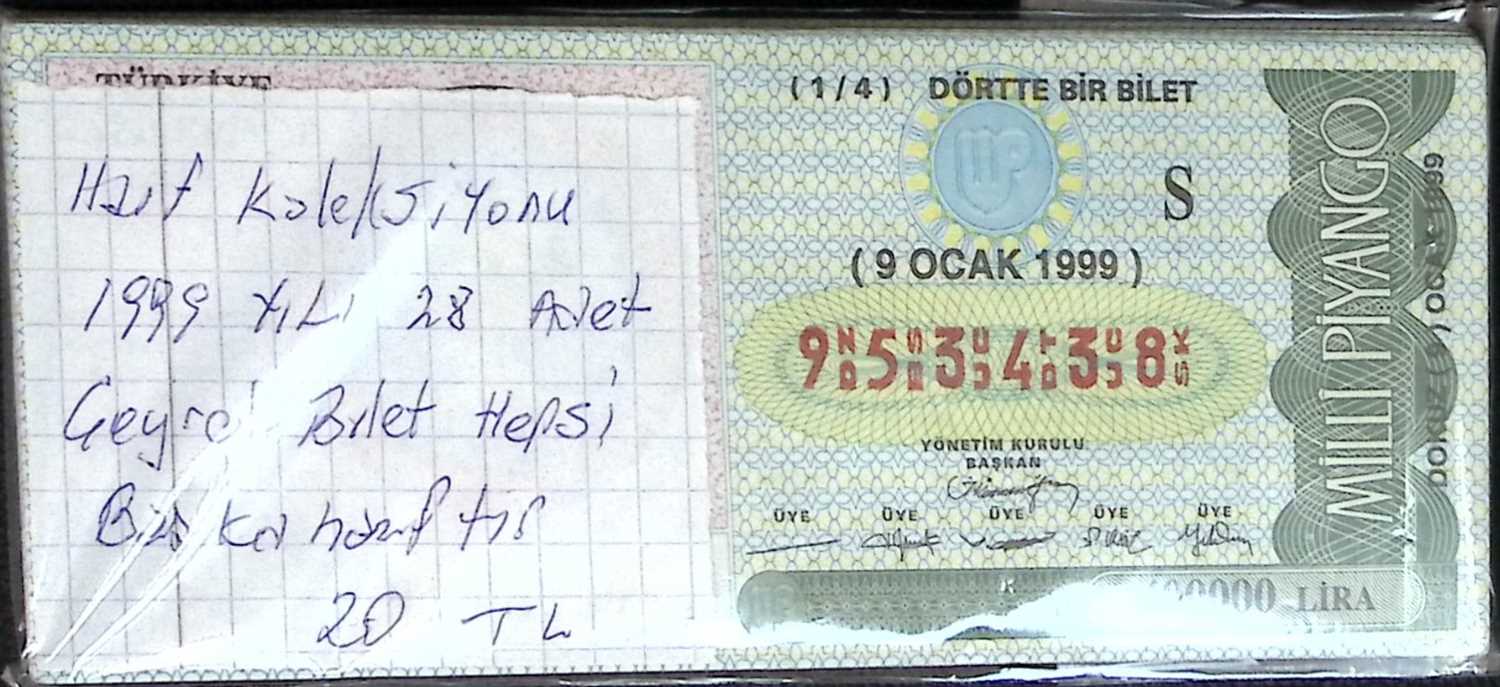 TÜRKİYE
Harf Koleksiyonu
1999 YILI 28 Adet
Çeyrek Bilet Hepsi
Başka harftir
20 TL
(1/4) DÖRTTE BİR BİLET
S
( 9 OCAK 1999 )
9 5 3 4 3 8
YÖNETİM KURULU
BAŞKAN
ÜYE ÜYE ÜYE ÜYE ÜYE
LİRA
MİLLİ PİYANGO